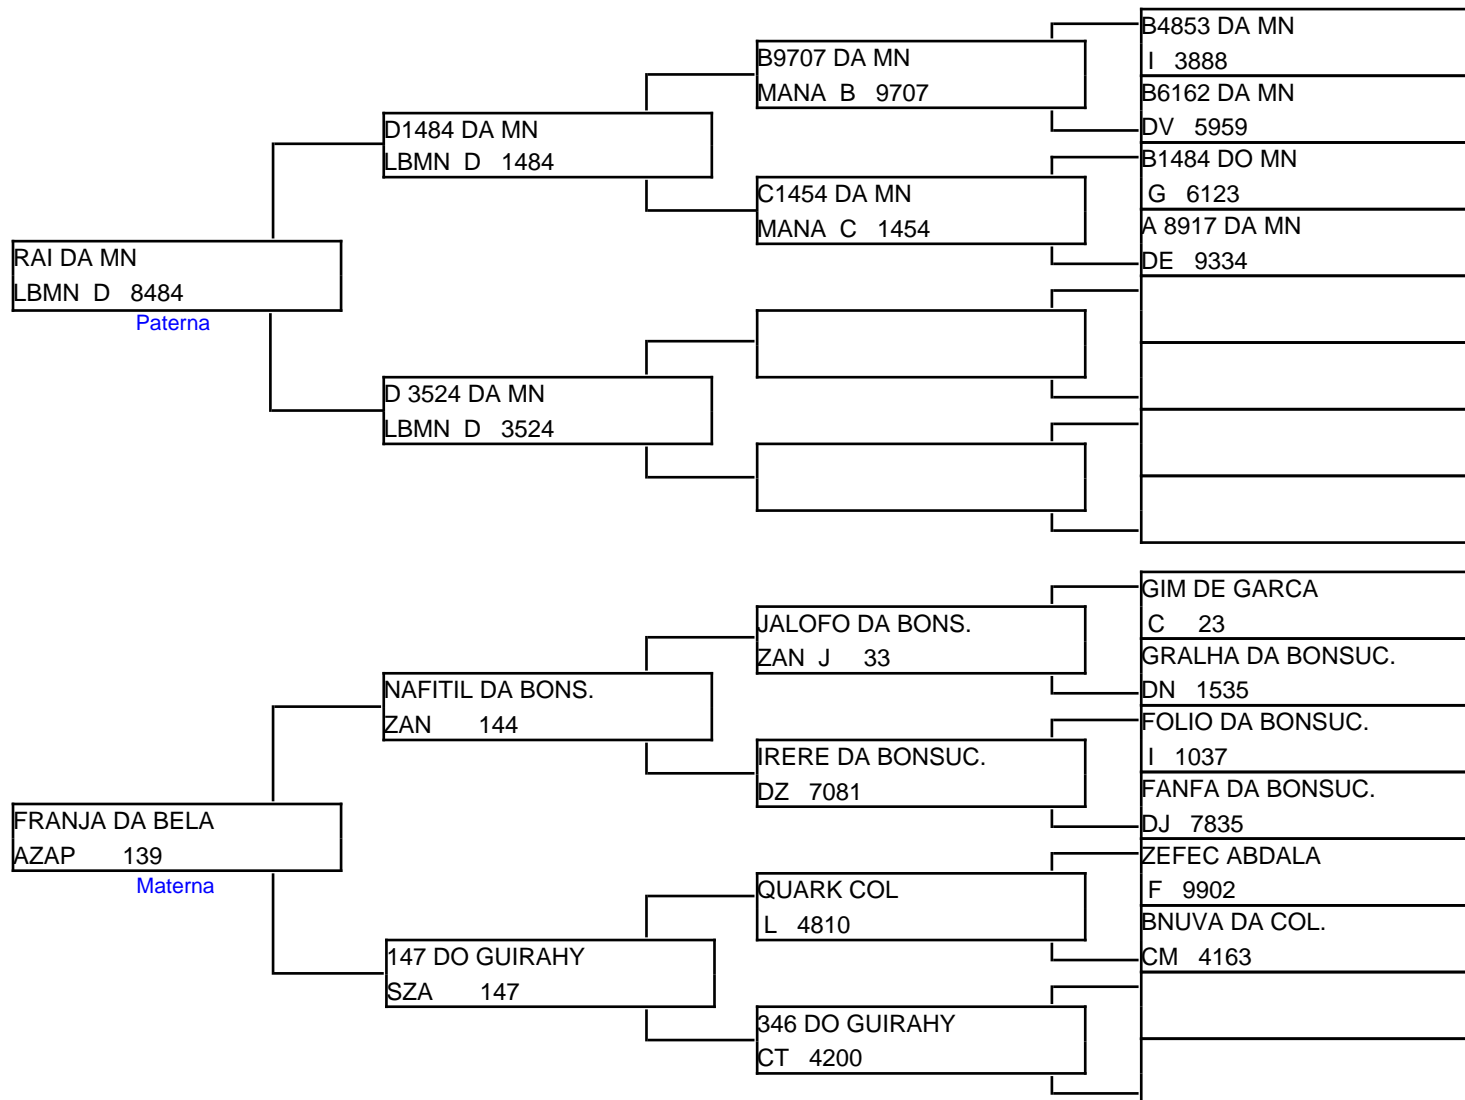 B4853 DA MN
I 3888
B9707 DA MN
MANA B 9707
B6162 DA MN
DV 5959
D1484 DA MN
LBMN D 1484
B1484 DO MN
G 6123
C1454 DA MN
MANA C 1454
A 8917 DA MN
DE 9334
RAI DA MN
LBMN D 8484
Paterna
D 3524 DA MN
LBMN D 3524
GIM DE GARCA
C 23
JALOFO DA BONS.
ZAN J 33
GRALHA DA BONSUC.
DN 1535
NAFITIL DA BONS.
ZAN 144
FOLIO DA BONSUC.
I 1037
IRERE DA BONSUC.
DZ 7081
FANFA DA BONSUC.
DJ 7835
FRANJA DA BELA
AZAP 139
Materna
ZEFEC ABDALA
F 9902
QUARK COL
L 4810
BNUVA DA COL.
CM 4163
147 DO GUIRAHY
SZA 147
346 DO GUIRAHY
CT 4200